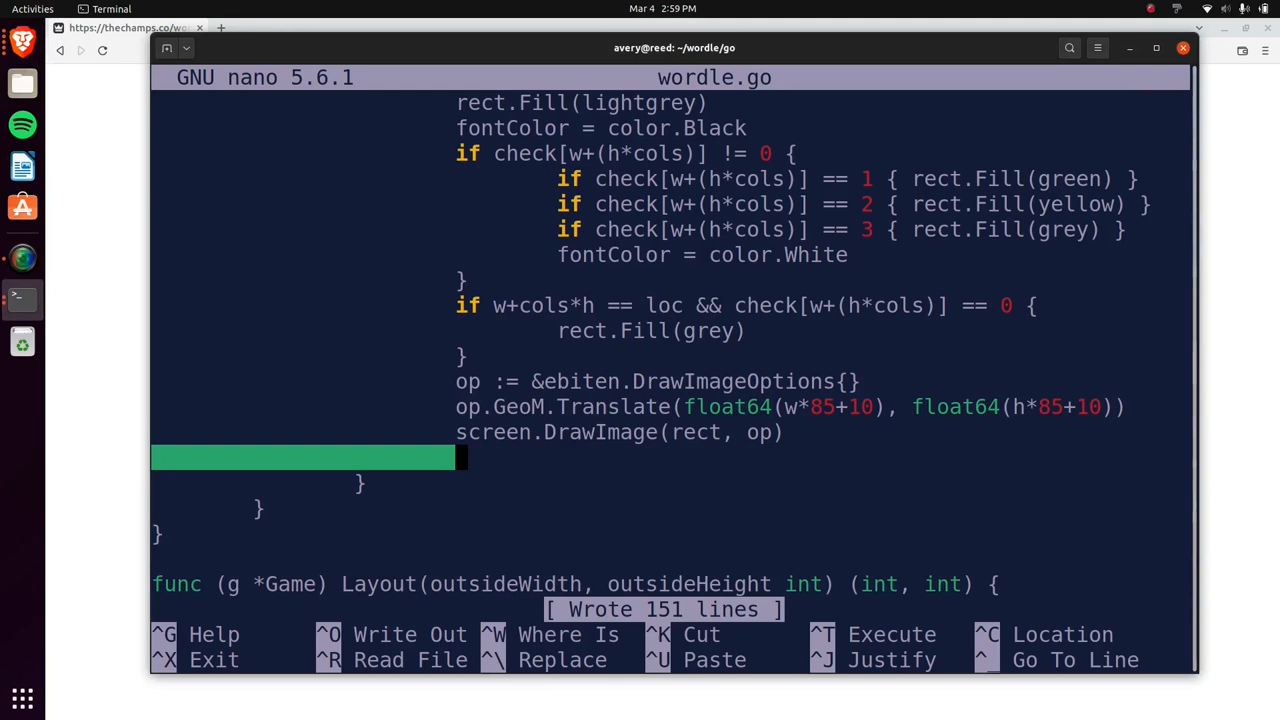 Activities Terminal Mar 4 2:59 PM
https://thechamps.co/wo
avery@reed: ~/wordle/go
GNU nano 5.6.1 wordle.go
rect.Fill(lightgrey)
fontColor = color.Black
if check[w+(h*cols)] != 0 {
if check[w+(h*cols)] == 1 { rect.Fill(green) }
if check[w+(h*cols)] == 2 { rect.Fill(yellow) }
if check[w+(h*cols)] == 3 { rect.Fill(grey) }
fontColor = color.White
}
if w+cols*h == loc && check[w+(h*cols)] == 0 {
rect.Fill(grey)
}
op := &ebiten.DrawImageOptions{}
op.GeoM.Translate(float64(w*85+10), float64(h*85+10))
screen.DrawImage(rect, op)
}
}
}
func (g *Game) Layout(outsideWidth, outsideHeight int) (int, int) {
[ Wrote 151 lines ]
^G Help ^O Write Out ^W Where Is ^K Cut ^T Execute ^C Location
^X Exit ^R Read File ^\ Replace ^U Paste ^J Justify ^_ Go To Line